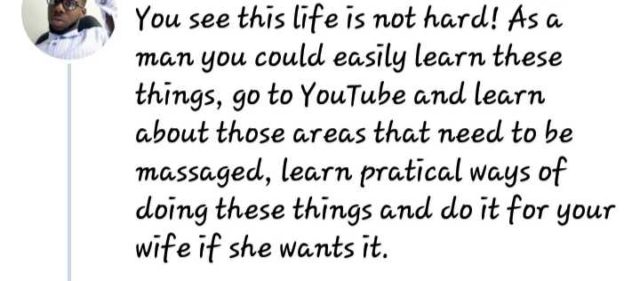 You see this life is not hard! As a
man you could easily learn these
things, go to YouTube and learn
about those areas that need to be
massaged, learn pratical ways of
doing these things and do it for your
wife if she wants it.